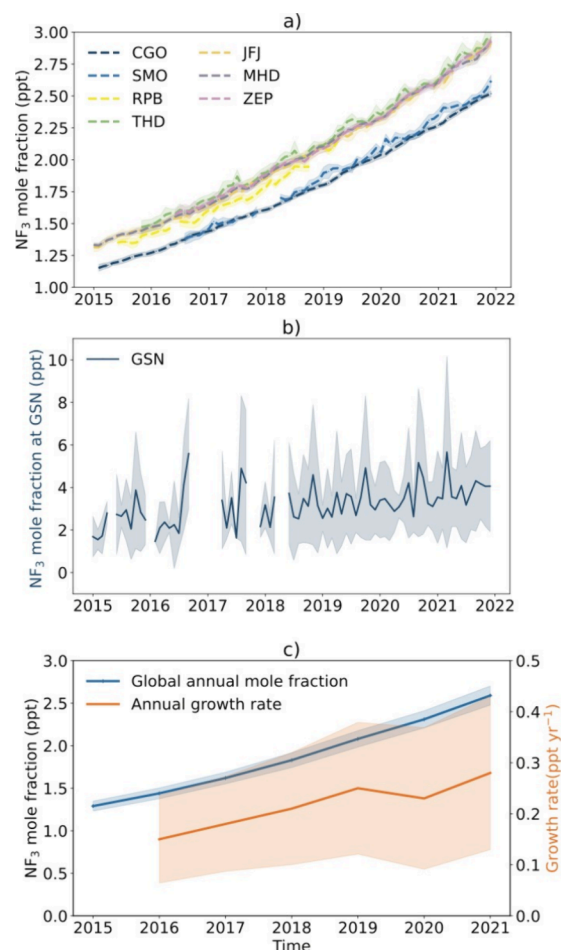 a)
NF₃ mole fraction (ppt)
3.00
2.75
2.50
2.25
2.00
1.75
1.50
1.25
1.00
CGO
SMO
RPB
THD
JFJ
MHD
ZEP
2015 2016 2017 2018 2019 2020 2021 2022
b)
NF₃ mole fraction at GSN (ppt)
10
8
6
4
2
0
GSN
2015 2016 2017 2018 2019 2020 2021 2022
c)
NF₃ mole fraction (ppt)
3.0
2.5
2.0
1.5
1.0
0.5
0.0
Global annual mole fraction
Annual growth rate
0.5
0.4
0.3
0.2
0.1
0.0
Growth rate(ppt yr⁻¹)
2015 2016 2017 2018 2019 2020 2021
Time